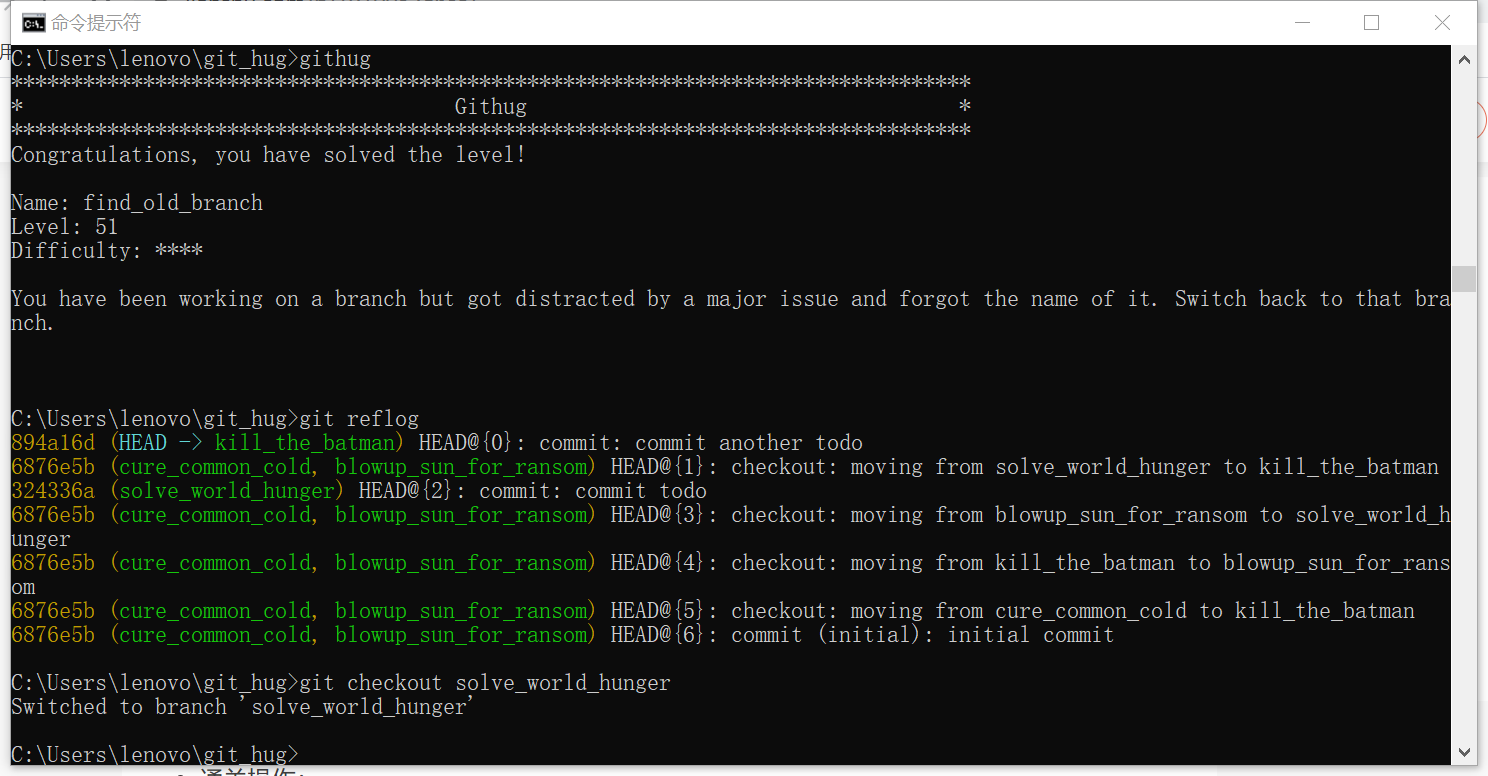 命令提示符
C:\Users\lenovo\git_hug>githug
********************************************************************************
* Githug *
********************************************************************************
Congratulations, you have solved the level!
Name: find_old_branch
Level: 51
Difficulty: ****
You have been working on a branch but got distracted by a major issue and forgot the name of it. Switch back to that bra
nch.
C:\Users\lenovo\git_hug>git reflog
894a16d (HEAD -> kill_the_batman) HEAD@{0}: commit: commit another todo
6876e5b (cure_common_cold, blowup_sun_for_ransom) HEAD@{1}: checkout: moving from solve_world_hunger to kill_the_batman
324336a (solve_world_hunger) HEAD@{2}: commit: commit todo
6876e5b (cure_common_cold, blowup_sun_for_ransom) HEAD@{3}: checkout: moving from blowup_sun_for_ransom to solve_world_h
unger
6876e5b (cure_common_cold, blowup_sun_for_ransom) HEAD@{4}: checkout: moving from kill_the_batman to blowup_sun_for_rans
om
6876e5b (cure_common_cold, blowup_sun_for_ransom) HEAD@{5}: checkout: moving from cure_common_cold to kill_the_batman
6876e5b (cure_common_cold, blowup_sun_for_ransom) HEAD@{6}: commit (initial): initial commit
C:\Users\lenovo\git_hug>git checkout solve_world_hunger
Switched to branch 'solve_world_hunger'
C:\Users\lenovo\git_hug>